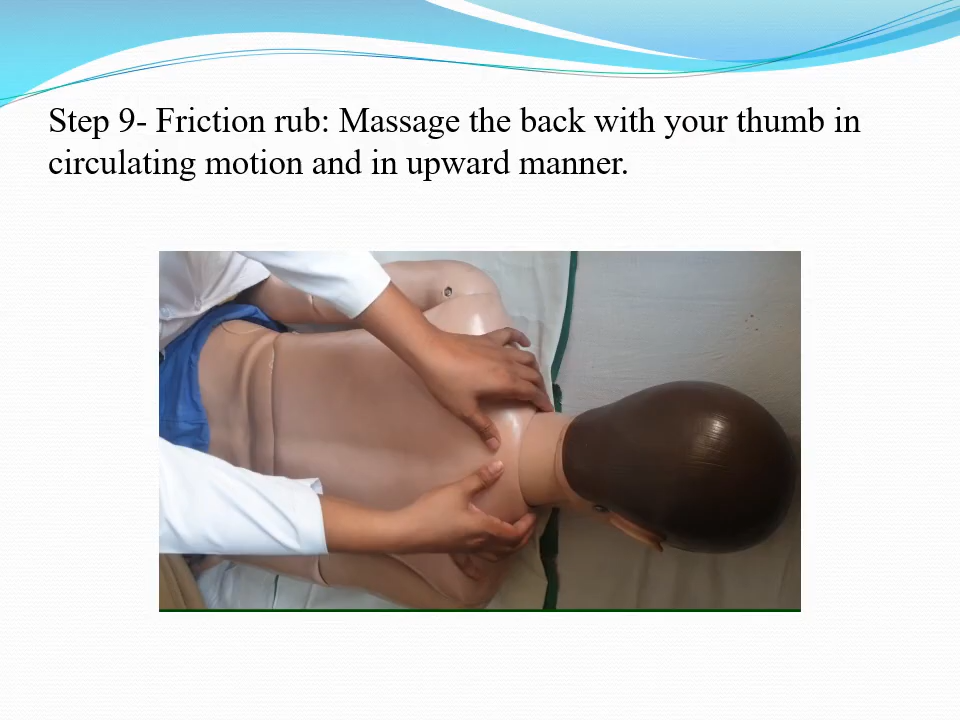 Step 9- Friction rub: Massage the back with your thumb in
circulating motion and in upward manner.